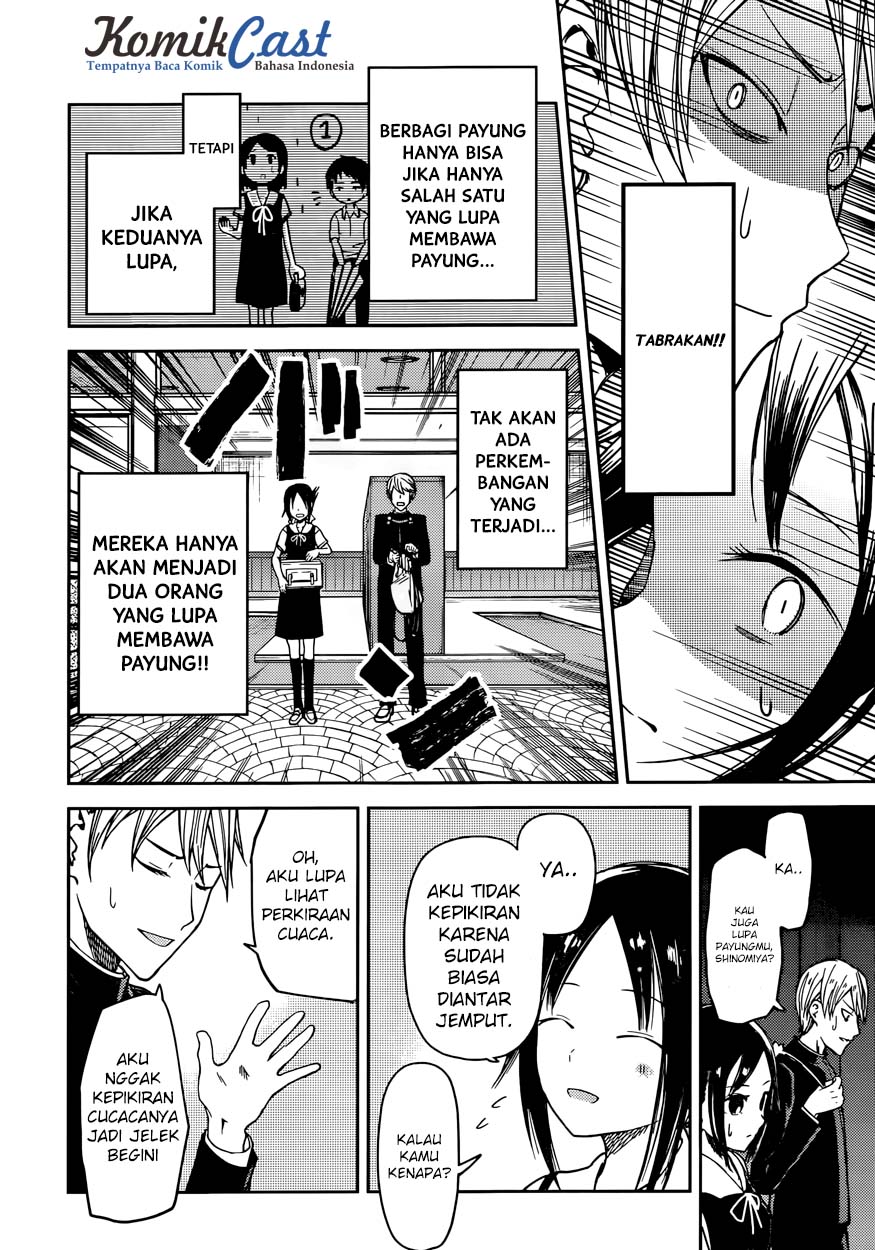 KomikCast
Tempatnya Baca Komik Bahasa Indonesia
TABRAKAN!!
BERBAGI PAYUNG
HANYA BISA
JIKA HANYA
SALAH SATU
YANG LUPA
MEMBAWA
PAYUNG...
1
TETAPI
JIKA
KEDUANYA
LUPA,
TAK AKAN
ADA
PERKEM-
BANGAN
YANG
TERJADI...
MEREKA HANYA
AKAN MENJADI
DUA ORANG
YANG LUPA
MEMBAWA
PAYUNG!!
KA..
KAU
JUGA
LUPA
PAYUNGMU,
SHINOMIYA?
YA..
AKU TIDAK
KEPIKIRAN
KARENA
SUDAH
BIASA
DIANTAR
JEMPUT.
KALAU
KAMU
KENAPA?
OH,
AKU LUPA
LIHAT
PERKIRAAN
CUACA.
AKU
NGGAK
KEPIKIRAN
CUCACANYA
JADI JELEK
BEGINI